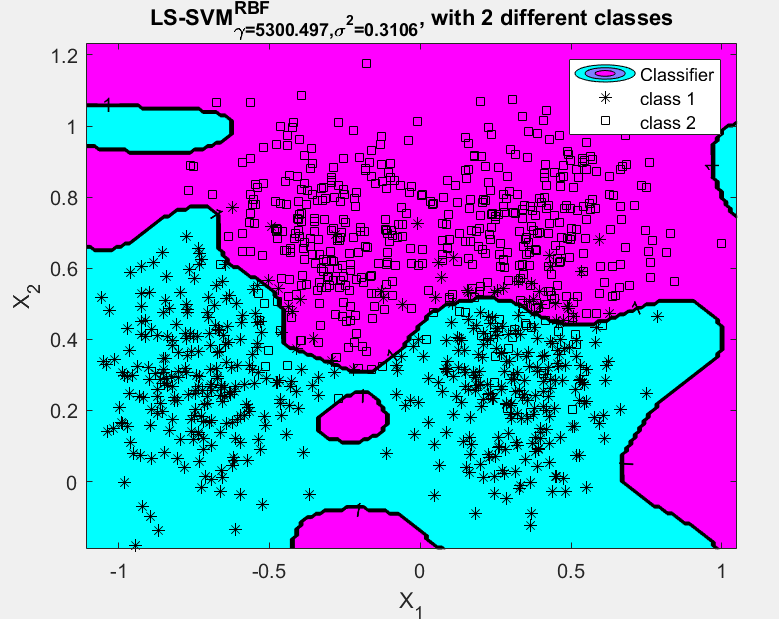 LS-SVM^RBF_γ=5300.497,σ²=0.3106, with 2 different classes
Classifier
class 1
class 2
1.2
1
0.8
0.6
0.4
0.2
0
X₂
-1
-0.5
0
0.5
1
X₁